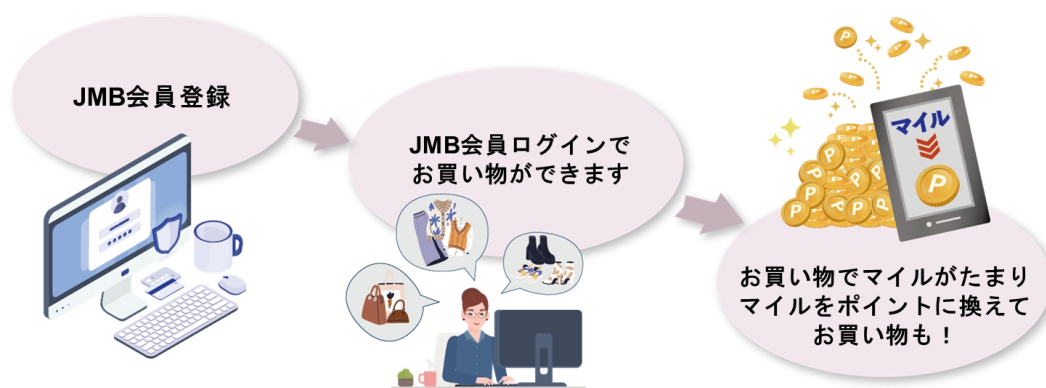 JMB会員登録
JMB会員ログインで
お買い物ができます
マイル
P
お買い物でマイルがたまり
マイルをポイントに換えて
お買い物も！